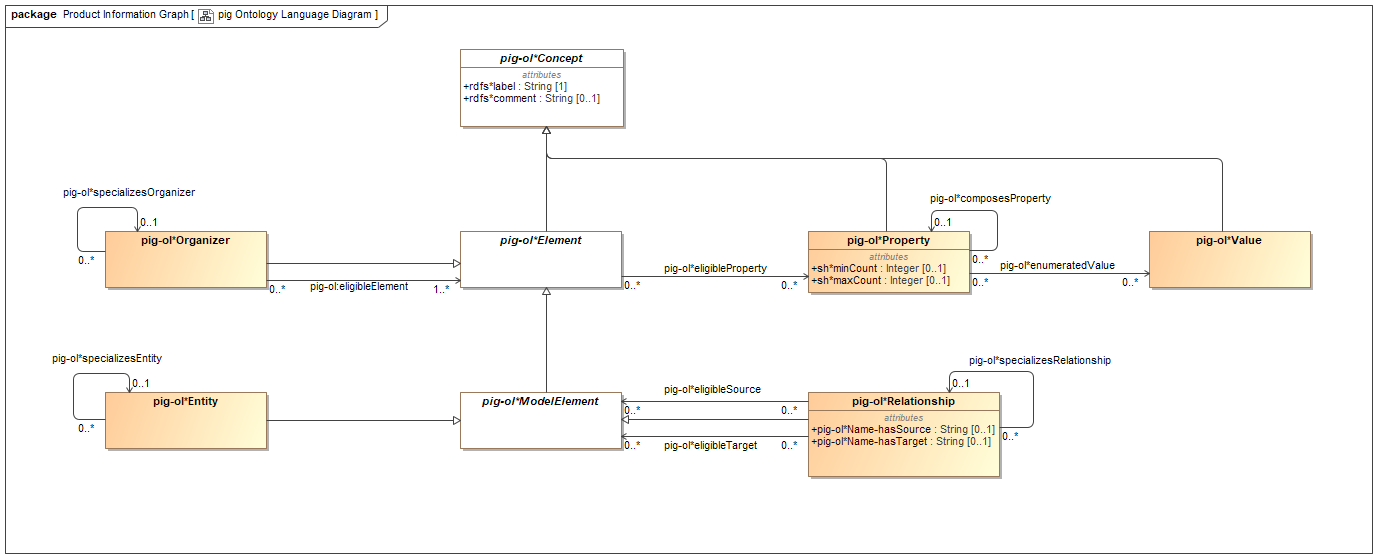 package Product Information Graph [ pig Ontology Language Diagram ]
pig-ol*Concept
attributes
+rdfs*label : String [1]
+rdfs*comment : String [0..1]
pig-ol*specializesOrganizer
0..1
0..*
pig-ol*Organizer
0..*
pig-ol:eligibleElement
1..*
pig-ol*Element
0..*
pig-ol*eligibleProperty
0..*
pig-ol*composesProperty
0..1
0..*
pig-ol*Property
attributes
+sh*minCount : Integer [0..1]
+sh*maxCount : Integer [0..1]
pig-ol*enumeratedValue
0..*
0..*
pig-ol*Value
pig-ol*specializesEntity
0..1
0..*
pig-ol*Entity
pig-ol*ModelElement
pig-ol*eligibleSource
0..*
0..*
0..*
pig-ol*eligibleTarget
0..*
pig-ol*specializesRelationship
0..1
0..*
pig-ol*Relationship
attributes
+pig-ol*Name-hasSource : String [0..1]
+pig-ol*Name-hasTarget : String [0..1]